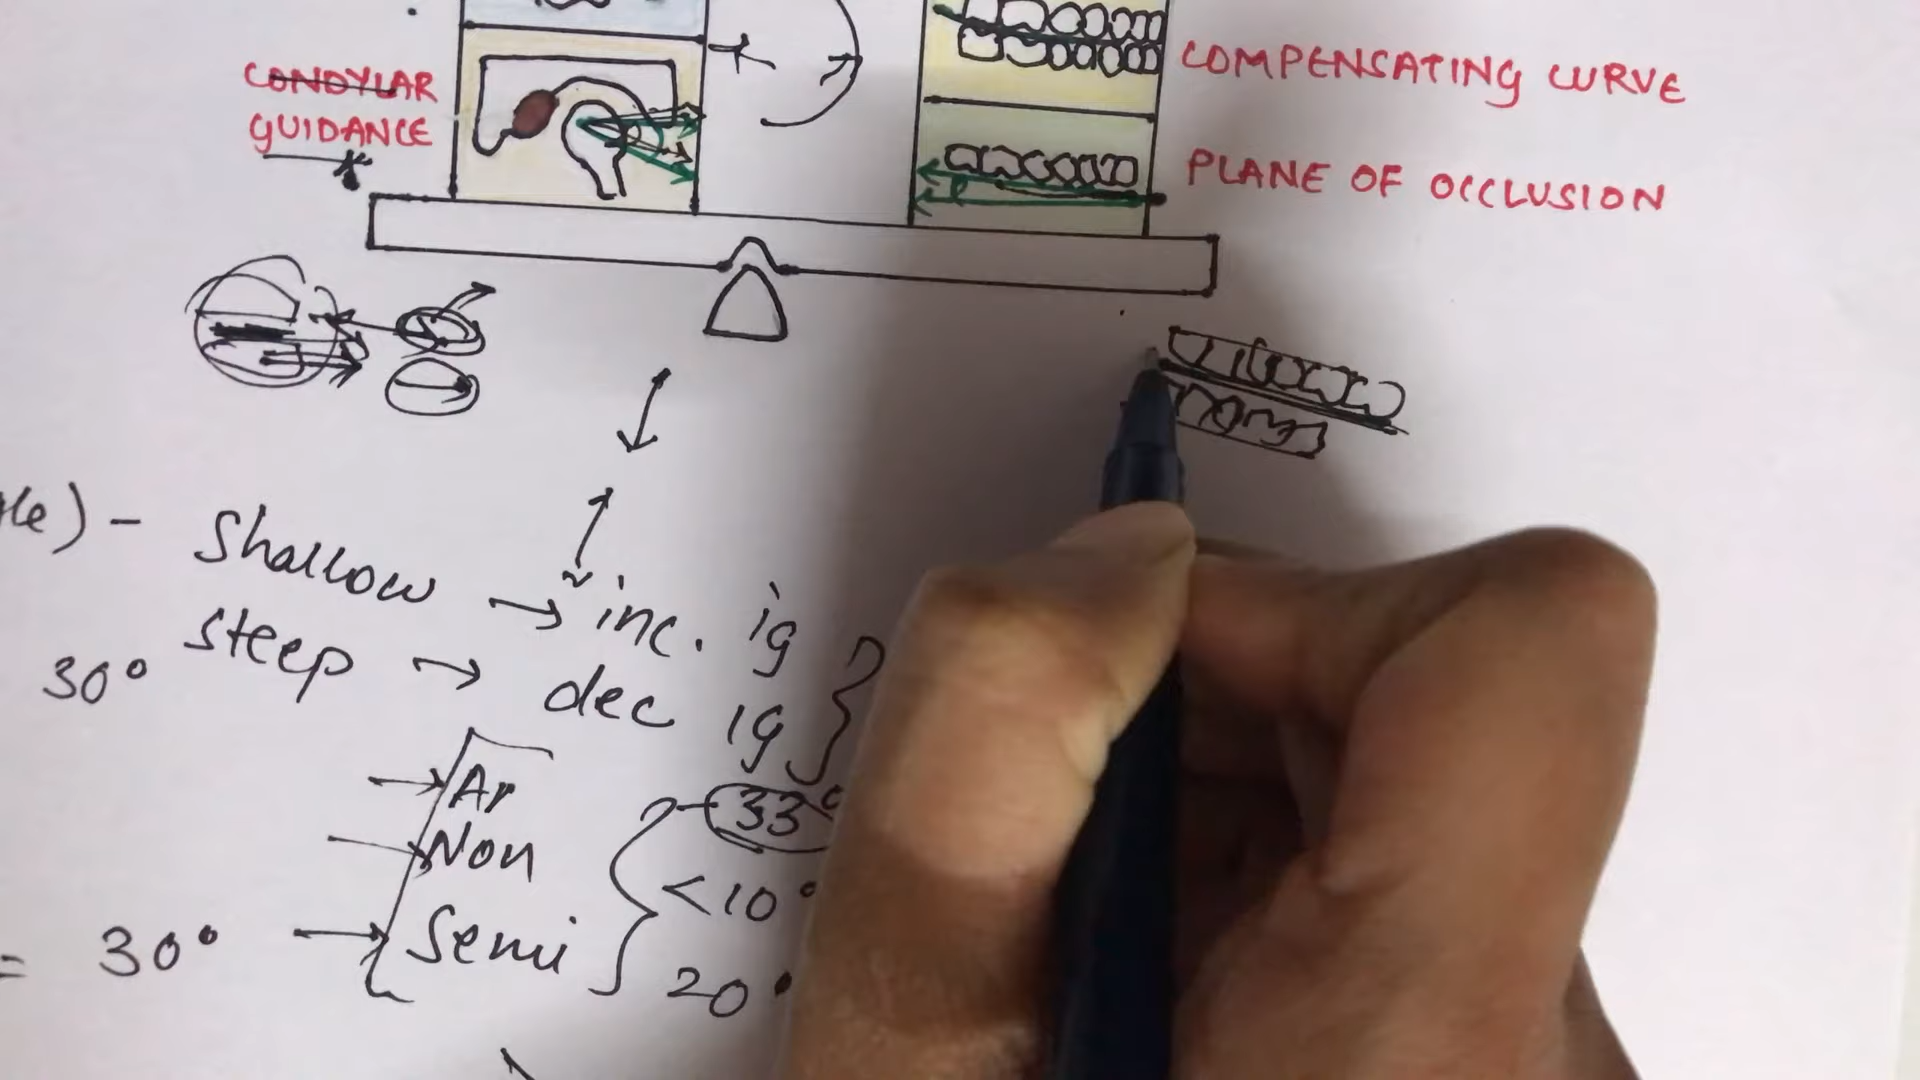 CONDYLAR
GUIDANCE
COMPENSATING CURVE
PLANE OF OCCLUSION
) - Shallow → inc. ig
30° steep → dec ig
Ar 33°
Non <10°
= 30° → Semi 20°